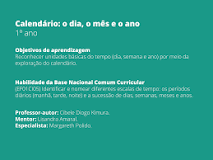 Calendário: o dia, o mês e o ano
1º ano
Objetivos de aprendizagem
Reconhecer unidades básicas do tempo (dia, semana e ano) por meio da
exploração do calendário.
Habilidade da Base Nacional Comum Curricular
(EF01CI05) Identificar e nomear diferentes escalas de tempo: os períodos
diários (manhã, tarde, noite) e a sucessão de dias, semanas, meses e anos.
Professor-autor: Cibele Diogo Kimura.
Mentor: Lisandro Amaral.
Especialista: Margareth Polido.